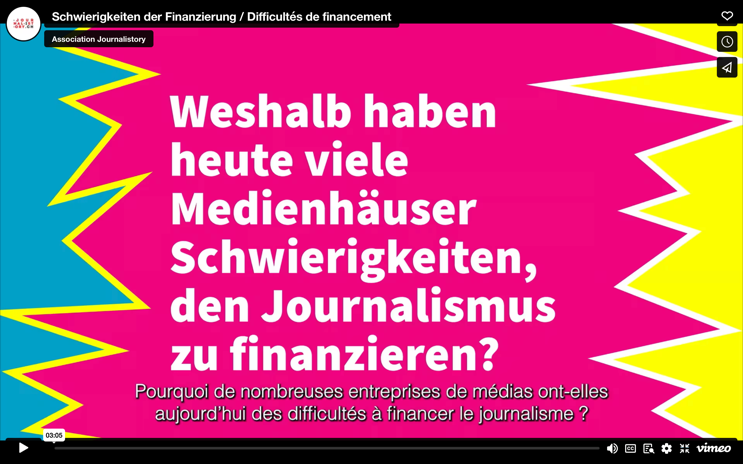 Schwierigkeiten der Finanzierung / Difficultés de financement
Association Journalistory
Weshalb haben
heute viele
Medienhäuser
Schwierigkeiten,
den Journalismus
zu finanzieren?
Pourquoi de nombreuses entreprises de médias ont-elles
aujourd'hui des difficultés à financer le journalisme ?
03:05
CC
vimeo